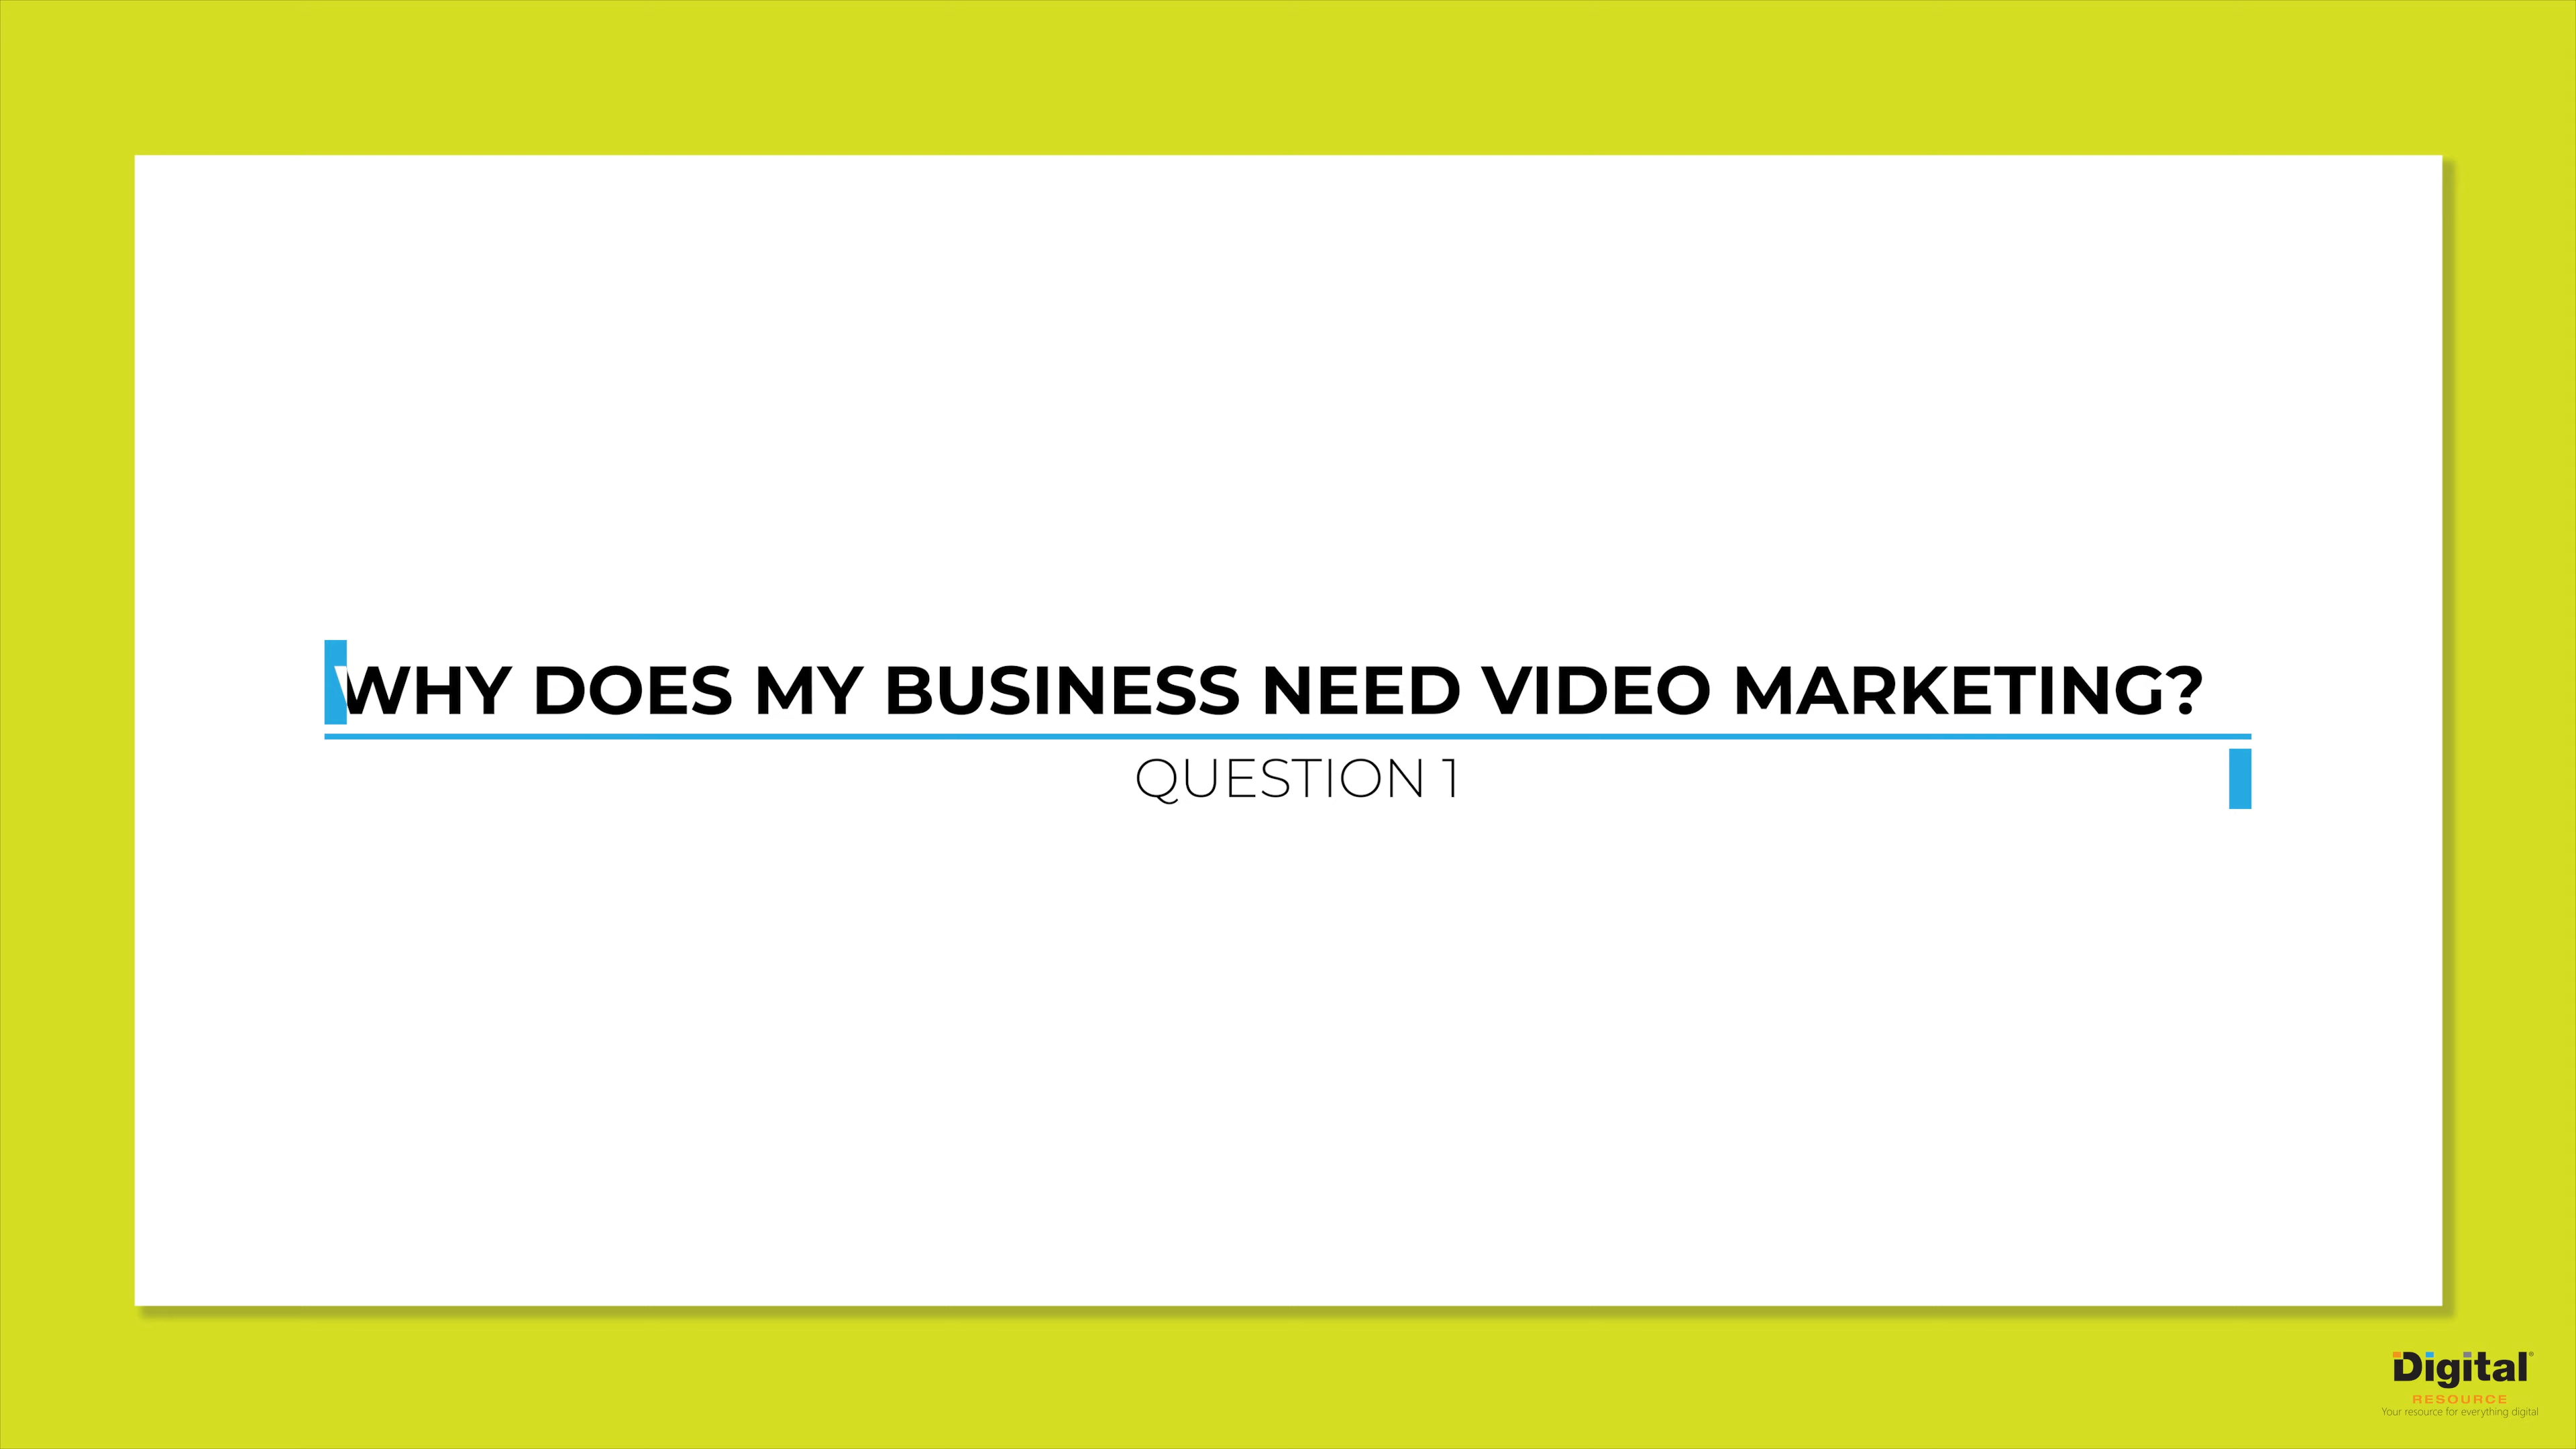 WHY DOES MY BUSINESS NEED VIDEO MARKETING?
QUESTION 1
Digital®
RESOURCE
Your resource for everything digital